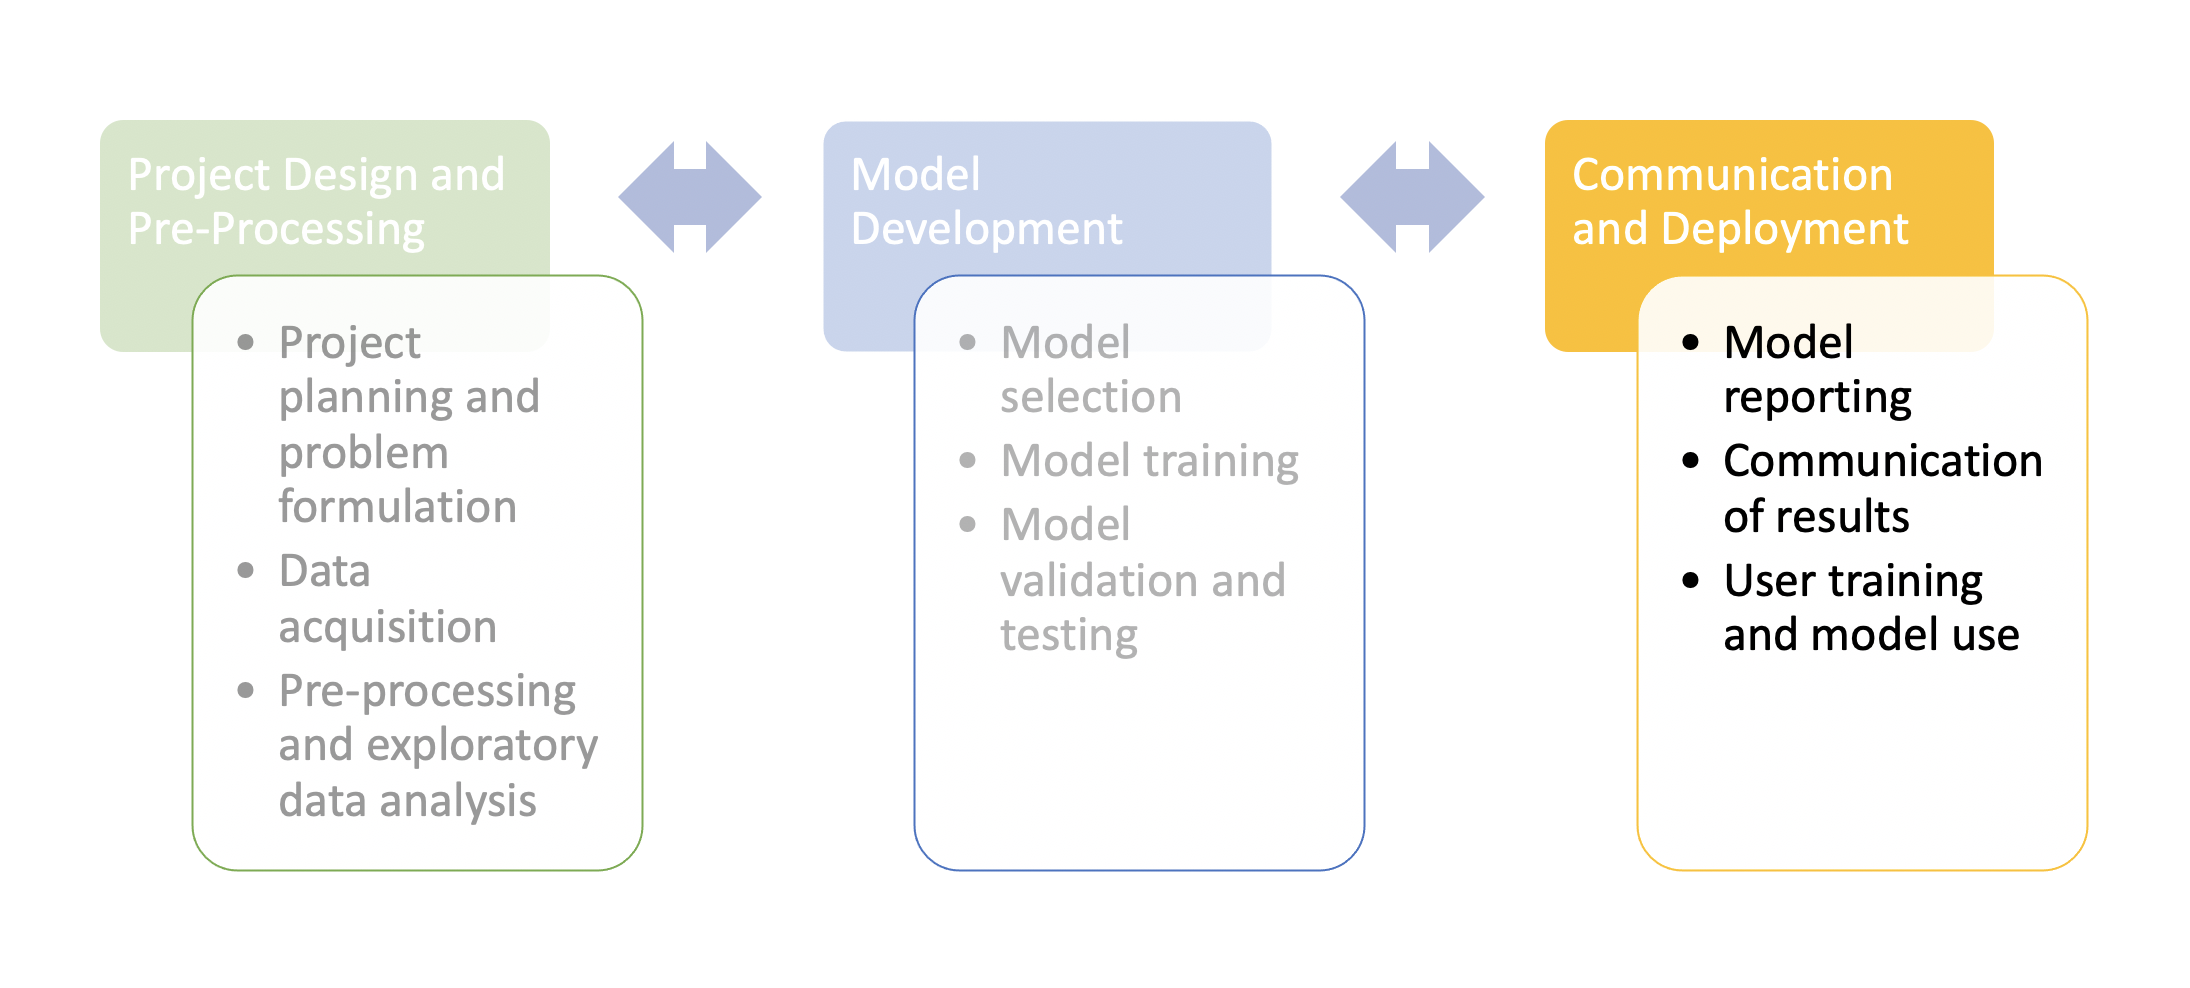 Project Design and
Pre-Processing
• Project
planning and
problem
formulation
• Data
acquisition
• Pre-processing
and exploratory
data analysis
Model
Development
• Model
selection
• Model training
• Model
validation and
testing
Communication
and Deployment
• Model
reporting
• Communication
of results
• User training
and model use